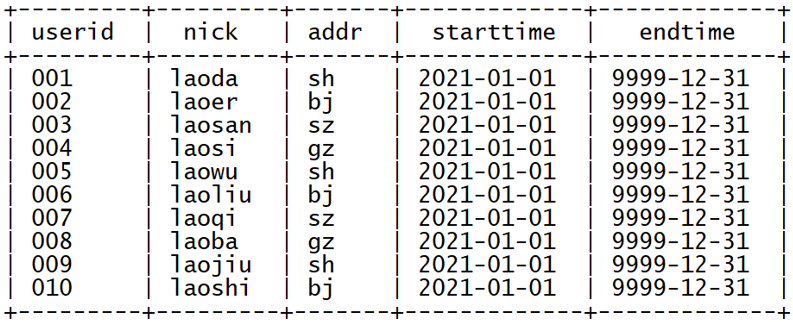 +---------+---------+-------+-------------+-------------+
| userid | nick | addr | starttime | endtime |
+---------+---------+-------+-------------+-------------+
| 001 | laoda | sh | 2021-01-01 | 9999-12-31 |
| 002 | laoer | bj | 2021-01-01 | 9999-12-31 |
| 003 | laosan | sz | 2021-01-01 | 9999-12-31 |
| 004 | laosi | gz | 2021-01-01 | 9999-12-31 |
| 005 | laowu | sh | 2021-01-01 | 9999-12-31 |
| 006 | laoliu | bj | 2021-01-01 | 9999-12-31 |
| 007 | laoqi | sz | 2021-01-01 | 9999-12-31 |
| 008 | laoba | gz | 2021-01-01 | 9999-12-31 |
| 009 | laojiu | sh | 2021-01-01 | 9999-12-31 |
| 010 | laoshi | bj | 2021-01-01 | 9999-12-31 |
+---------+---------+-------+-------------+-------------+